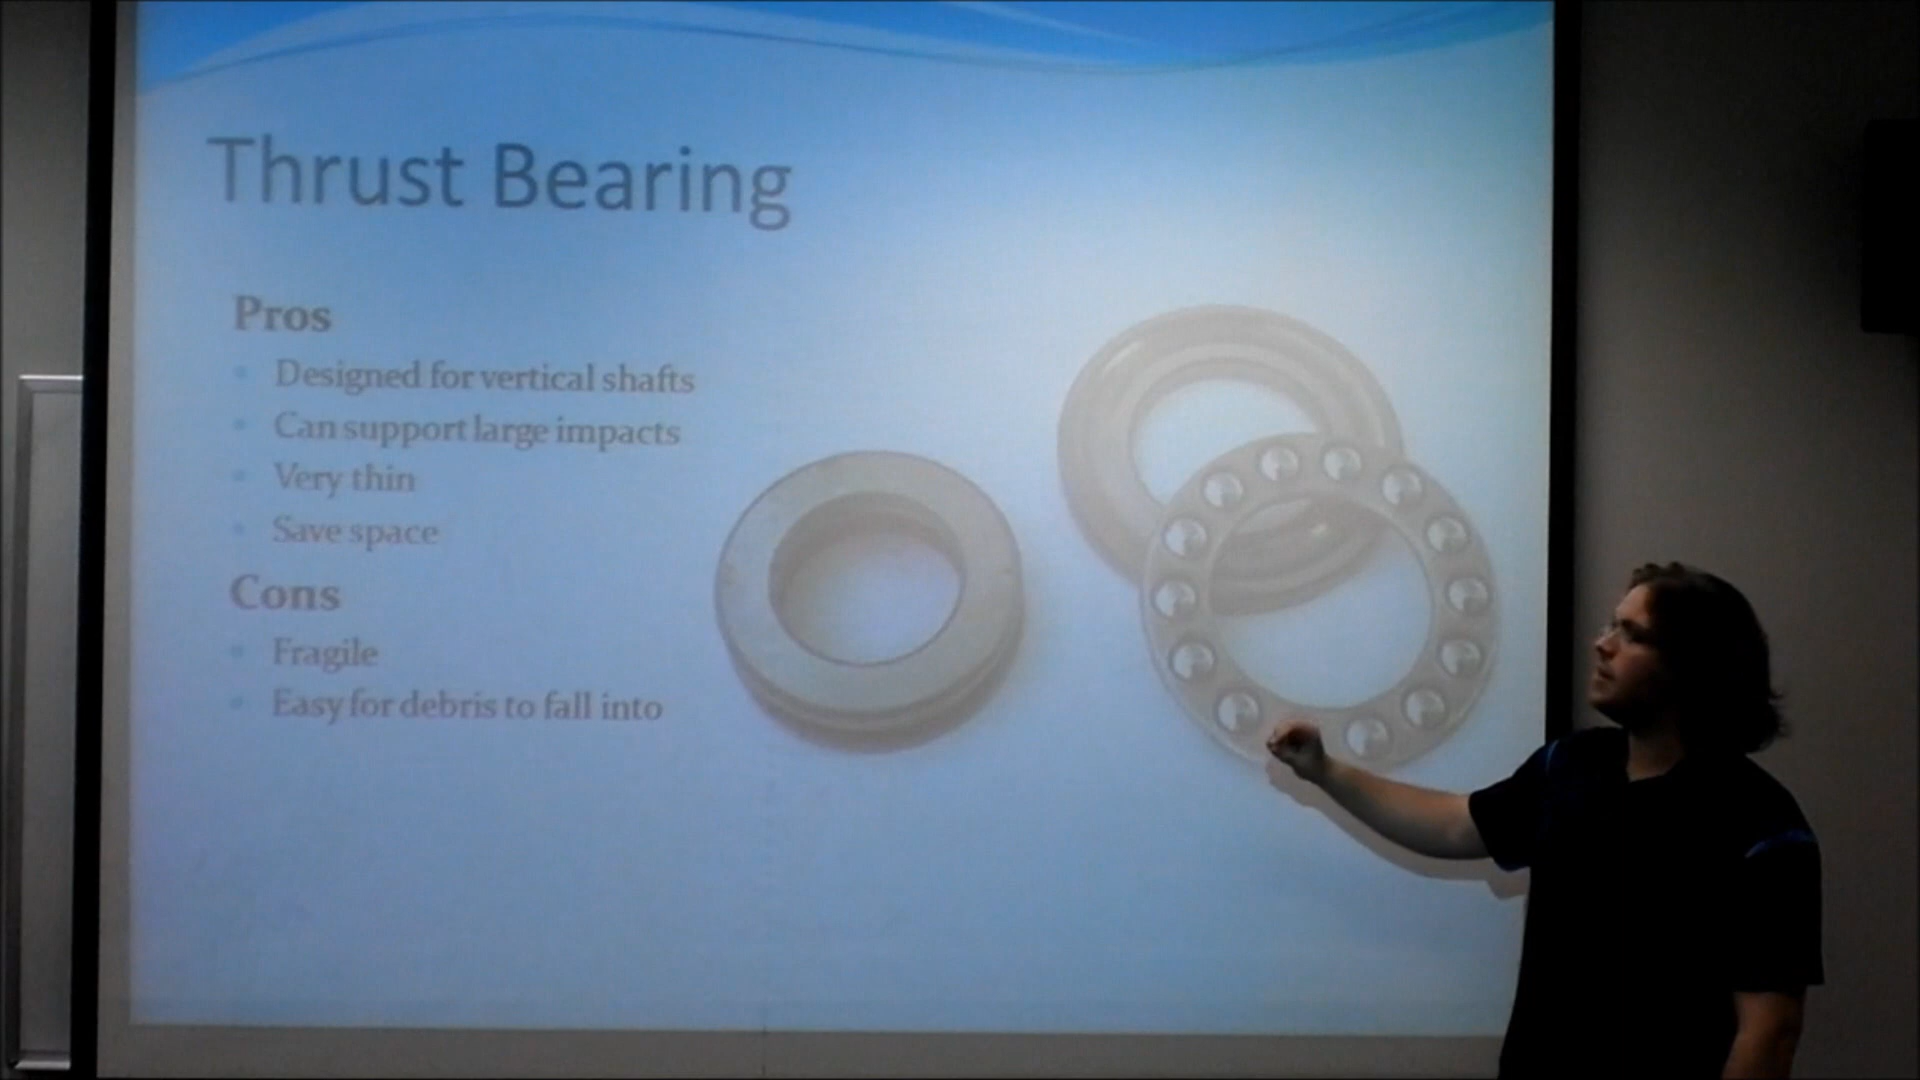 Thrust Bearing
Pros
Designed for vertical shafts
Can support large impacts
Very thin
Save space
Cons
Fragile
Easy for debris to fall into